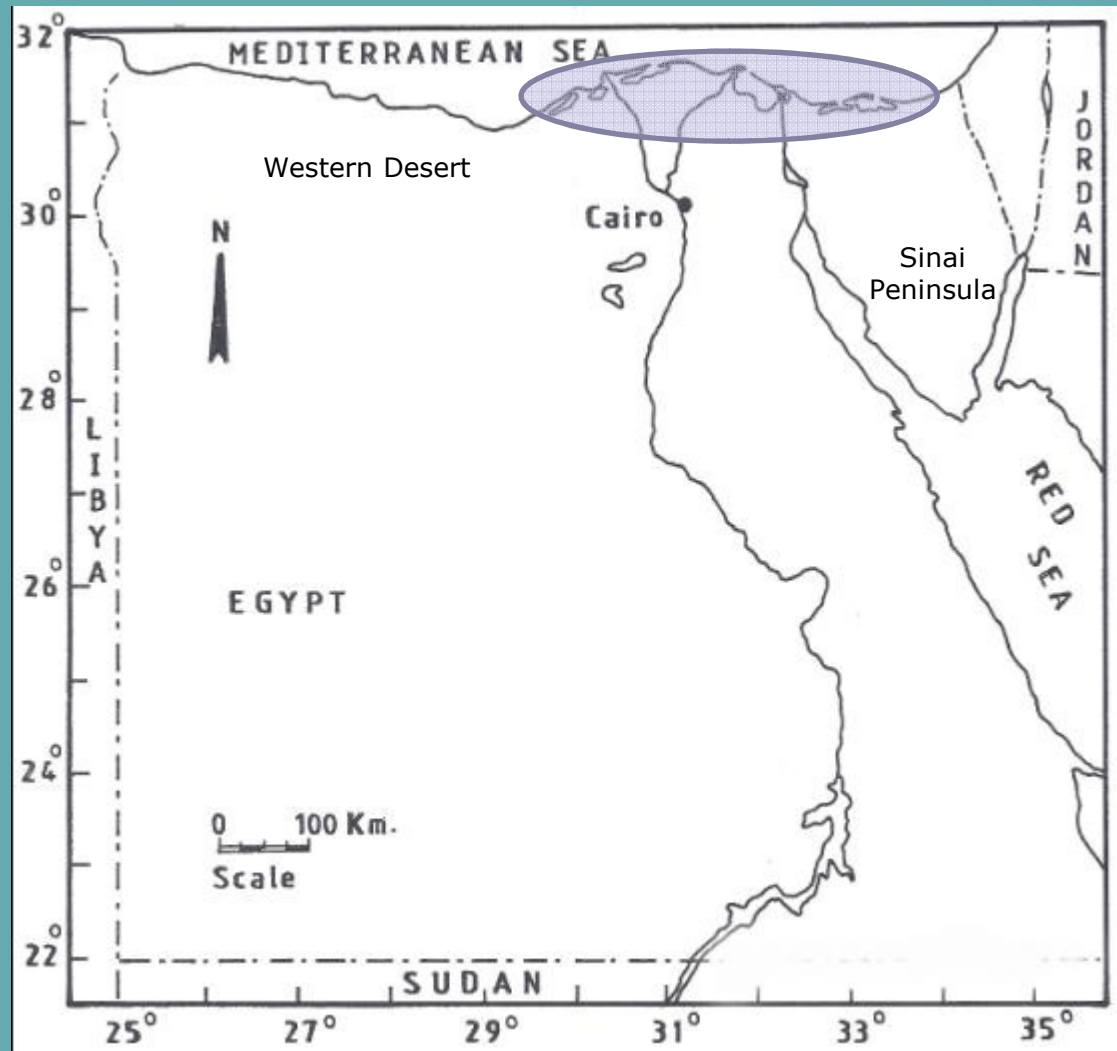 32°
MEDITERRANEAN SEA
JORDAN
Western Desert
30°
Cairo
N
Sinai
Peninsula
28°
LIBYA
RED
SEA
26°
EGYPT
24°
0 100 Km.
Scale
22°
SUDAN
25° 27° 29° 31° 33° 35°